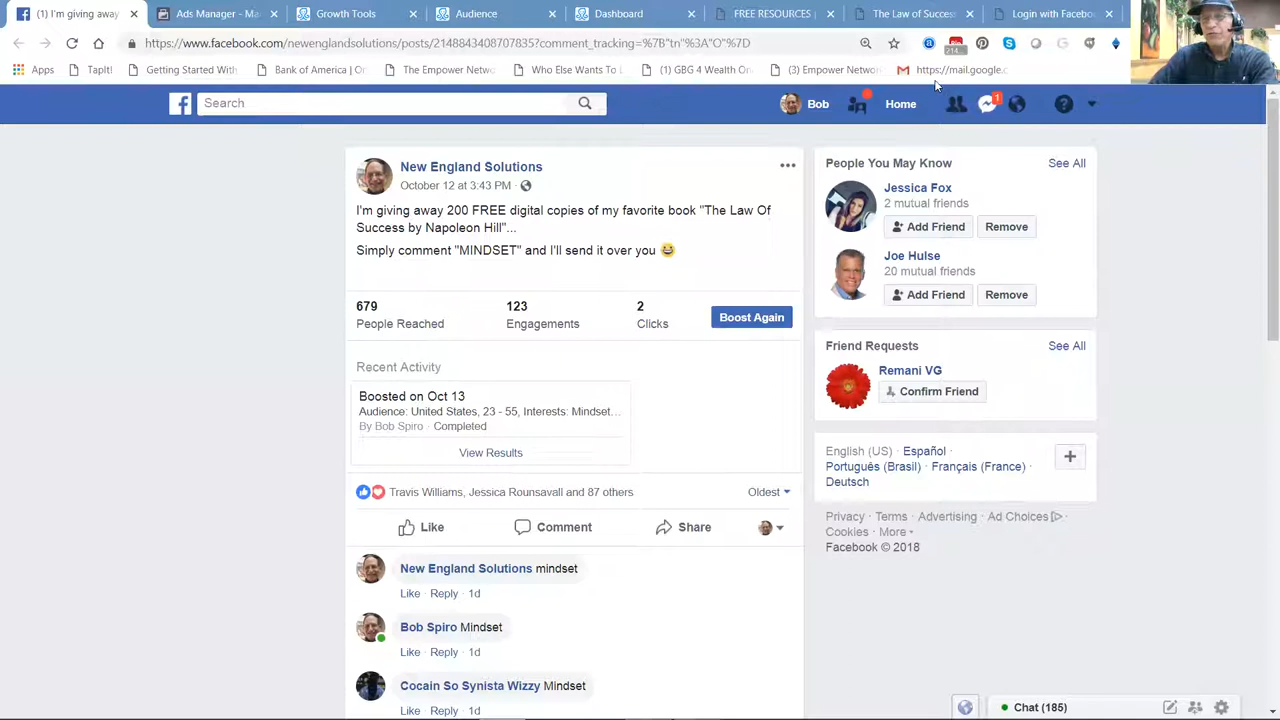 (1) I'm giving away
Ads Manager - Ma
Growth Tools
Audience
Dashboard
FREE RESOURCES |
The Law of Success
Login with Facebo
https://www.facebook.com/newenglandsolutions/posts/2148843408707835?comment_tracking=%7B"tn"%3A"O"%7D
Apps
TapIt!
Getting Started With
Bank of America | On
The Empower Netwo
Who Else Wants To L
(1) GBG 4 Wealth On
(3) Empower Networ
https://mail.google.c
Search
Bob
Home
1
New England Solutions
October 12 at 3:43 PM ·
I'm giving away 200 FREE digital copies of my favorite book "The Law Of
Success by Napoleon Hill"...
Simply comment "MINDSET" and I'll send it over you
679
People Reached
123
Engagements
2
Clicks
Boost Again
Recent Activity
Boosted on Oct 13
Audience: United States, 23 - 55, Interests: Mindset...
By Bob Spiro · Completed
View Results
Travis Williams, Jessica Rounsavall and 87 others
Oldest
Like
Comment
Share
New England Solutions mindset
Like · Reply · 1d
Bob Spiro Mindset
Like · Reply · 1d
Cocain So Synista Wizzy Mindset
Like · Reply · 1d
People You May Know
See All
Jessica Fox
2 mutual friends
Add Friend
Remove
Joe Hulse
20 mutual friends
Add Friend
Remove
Friend Requests
See All
Remani VG
Confirm Friend
English (US) · Español ·
Português (Brasil) · Français (France) ·
Deutsch
Privacy · Terms · Advertising · Ad Choices ·
Cookies · More
Facebook © 2018
Chat (185)